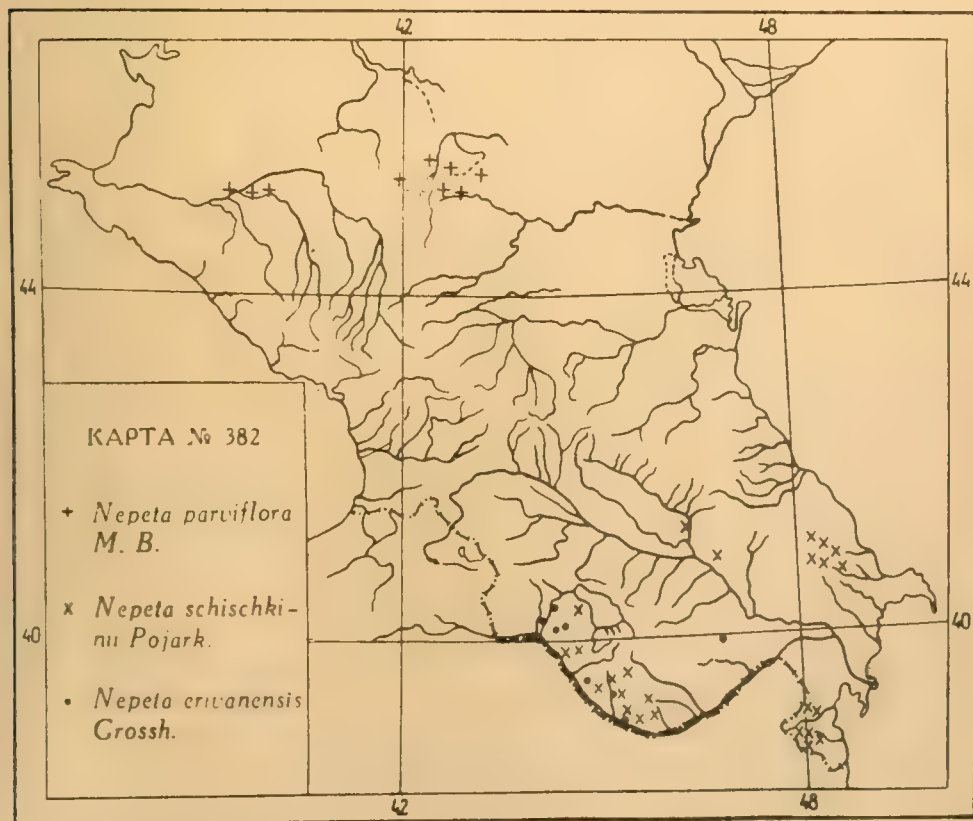 42 48
44 44
КАРТА № 382
+ Nepeta parviflora
M. B.
x Nepeta schischki-
nii Pojark.
40 40
• Nepeta erivanensis
Grossh.
42 48